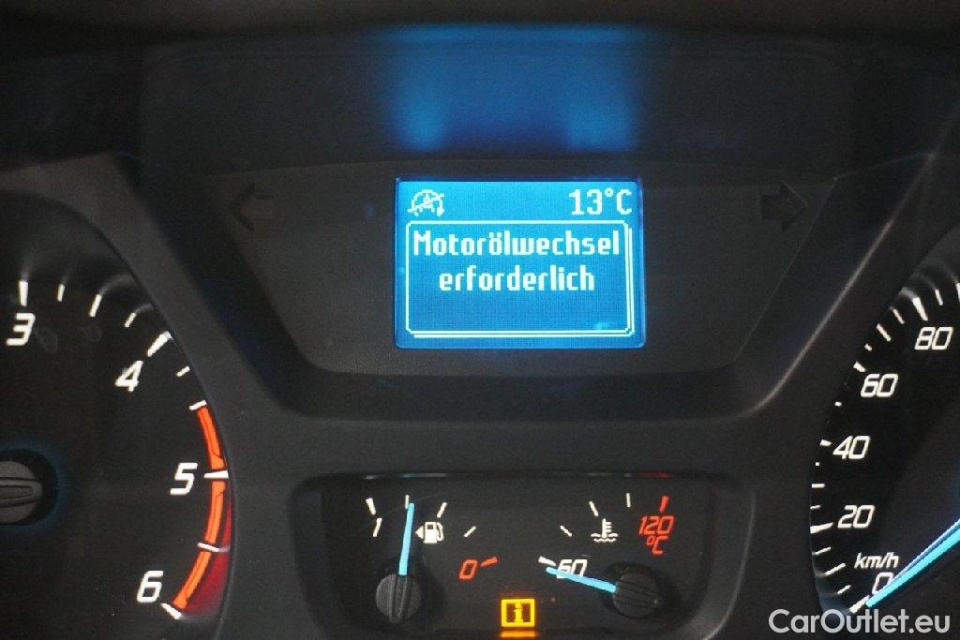 13°C
Motorölwechsel
erforderlich
3
4
5
6
80
60
40
20
km/h
0
1
0
60
120
°C
i
CarOutlet.eu